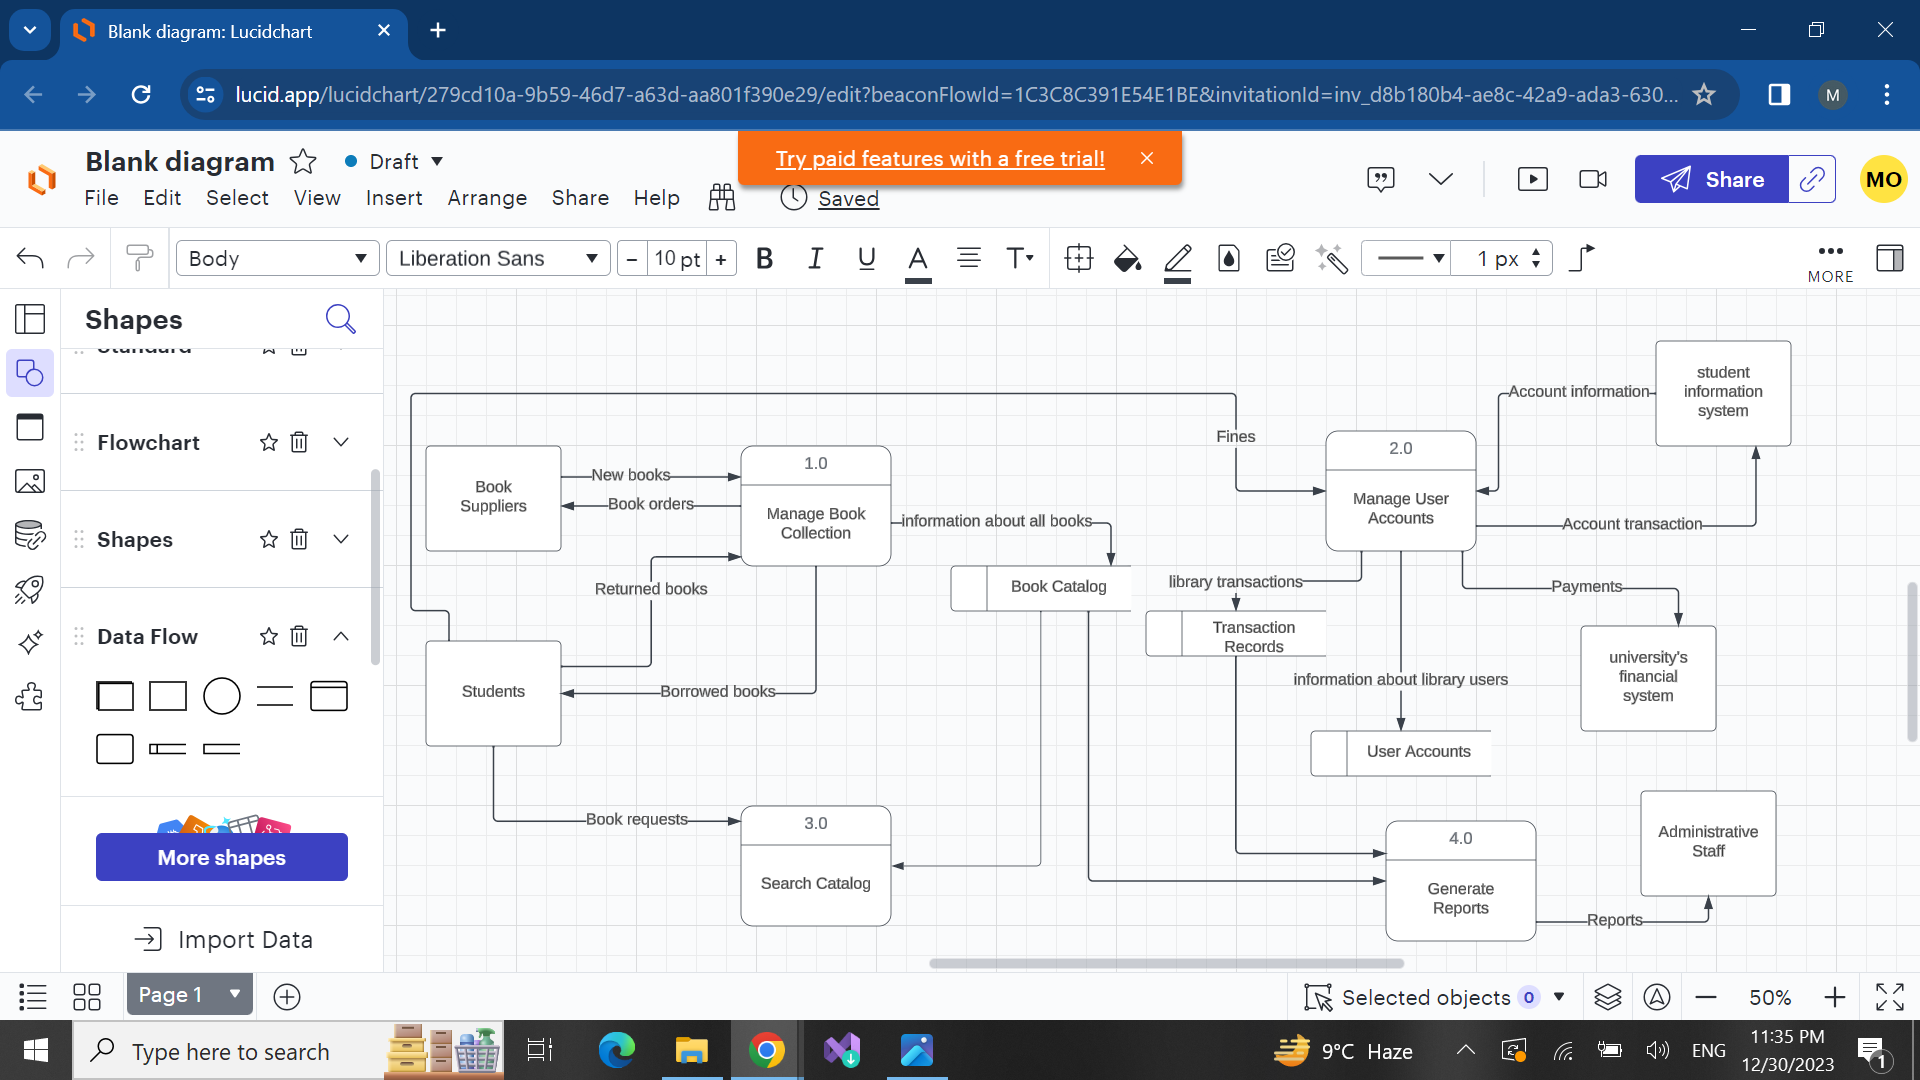 Blank diagram: Lucidchart
lucid.app/lucidchart/279cd10a-9b59-46d7-a63d-aa801f390e29/edit?beaconFlowId=1C3C8C391E54E1BE&invitationId=inv_d8b180b4-ae8c-42a9-ada3-630...
M
Blank diagram
Draft
Try paid features with a free trial!
File Edit Select View Insert Arrange Share Help
Saved
Share
MO
Body
Liberation Sans
− 10 pt +
B I U A T
1 px
MORE
Shapes
Standard
Flowchart
Shapes
Data Flow
More shapes
Import Data
student
information
system
Account information
Fines
2.0
Manage User
Accounts
Account transaction
Book
Suppliers
New books
Book orders
1.0
Manage Book
Collection
information about all books
Returned books
Book Catalog
library transactions
Transaction
Records
Payments
university's
financial
system
Students
Borrowed books
information about library users
User Accounts
Book requests
3.0
Search Catalog
4.0
Generate
Reports
Administrative
Staff
Reports
Page 1
Selected objects 0
50%
Type here to search
9°C Haze
ENG
11:35 PM
12/30/2023
1